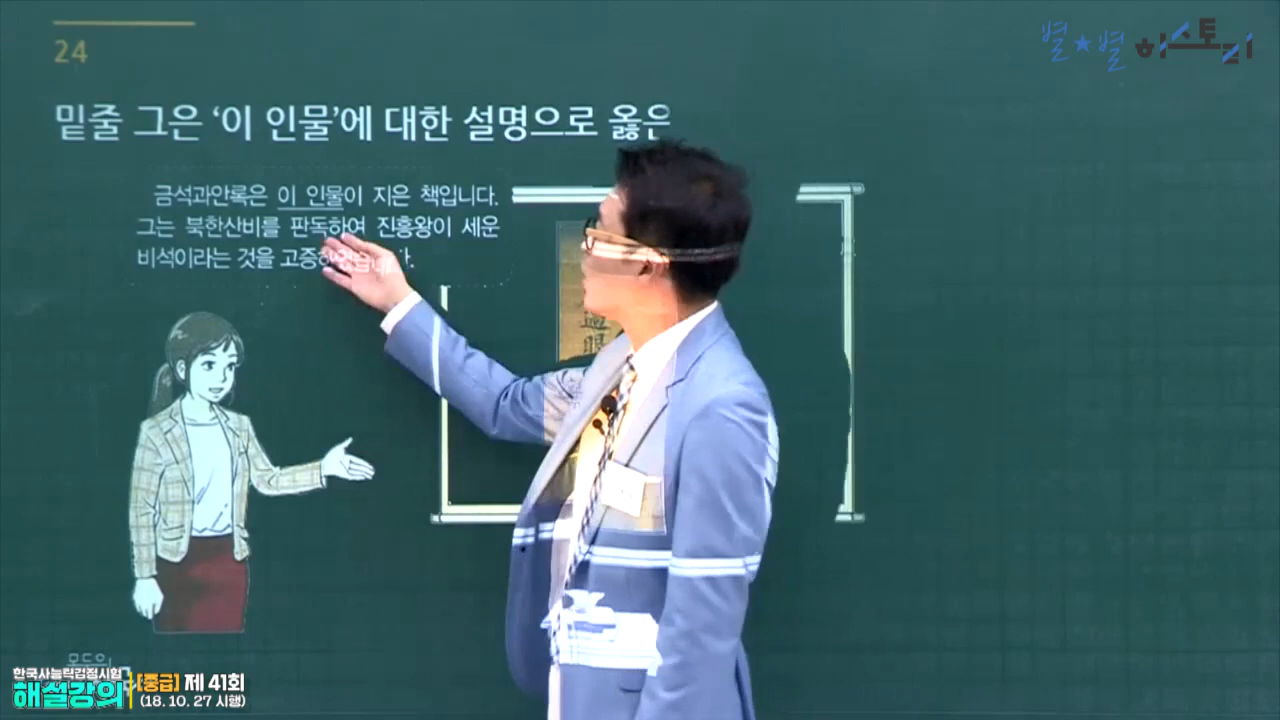 24
별★별 히스토리
밑줄 그은 ‘이 인물’에 대한 설명으로 옳은
금석과안록은 이 인물이 지은 책입니다.
그는 북한산비를 판독하여 진흥왕이 세운
비석이라는 것을 고증하였습니다.
한국사능력검정시험
해설강의
[중급] 제 41회
(18. 10. 27 시행)